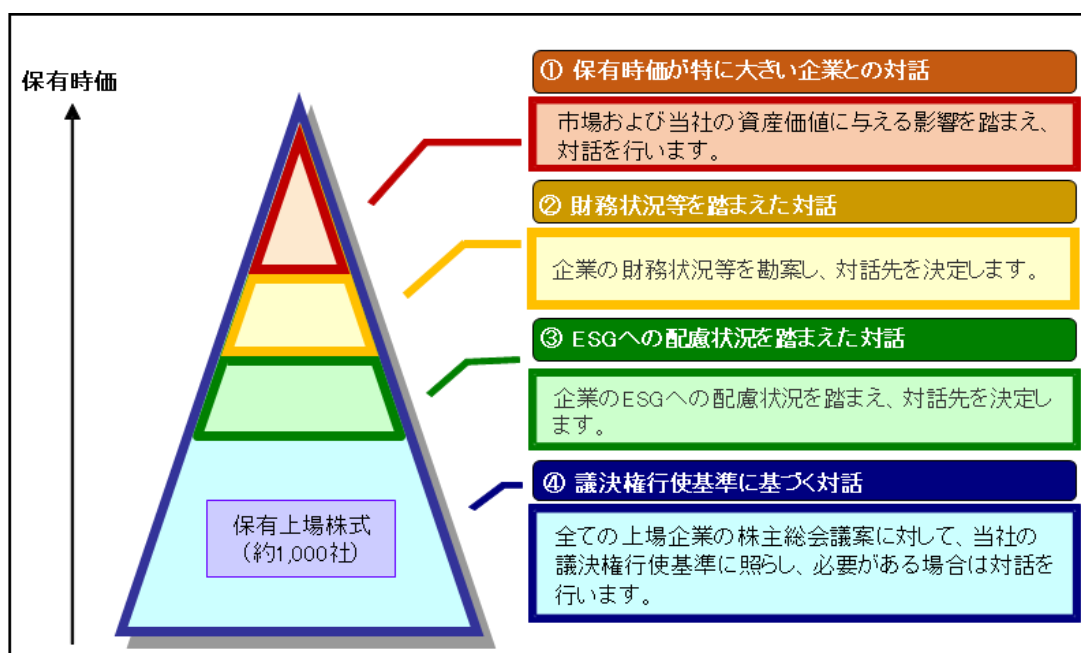 保有時価
① 保有時価が特に大きい企業との対話
市場および当社の資産価値に与える影響を踏まえ、
対話を行います。
② 財務状況等を踏まえた対話
企業の財務状況等を勘案し、対話先を決定します。
③ ESGへの配慮状況を踏まえた対話
企業のESGへの配慮状況を踏まえ、対話先を決定し
ます。
④ 議決権行使基準に基づく対話
全ての上場企業の株主総会議案に対して、当社の
議決権行使基準に照らし、必要がある場合は対話を
行います。
保有上場株式
（約1,000社）